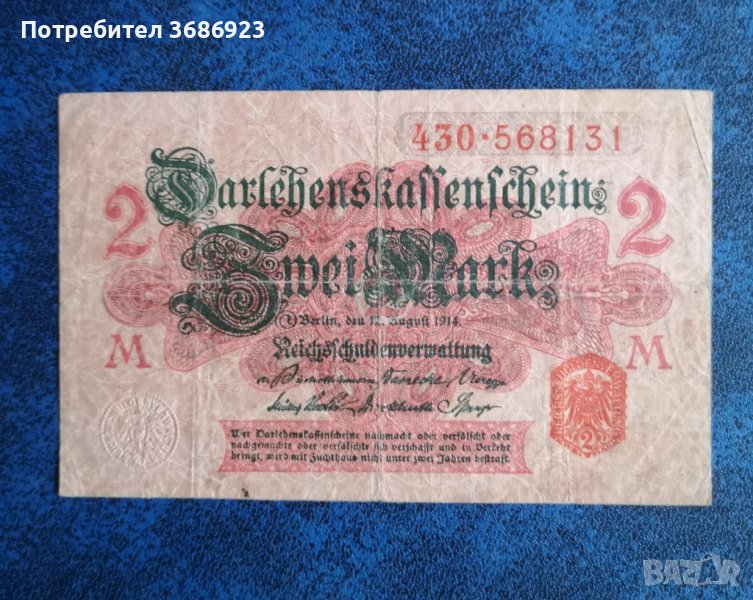 Потребител 3686923
430·568131
Darlehenskassenschein
2 Zwei Mark 2
Berlin, den 12. August 1914.
M Reichsschuldenverwaltung M
Wer Darlehenskassenscheine nachmacht oder verfälscht oder
nachgemachte oder verfälschte sich verschafft und in Verkehr
bringt, wird mit Zuchthaus nicht unter zwei Jahren bestraft.
2
BAZAR